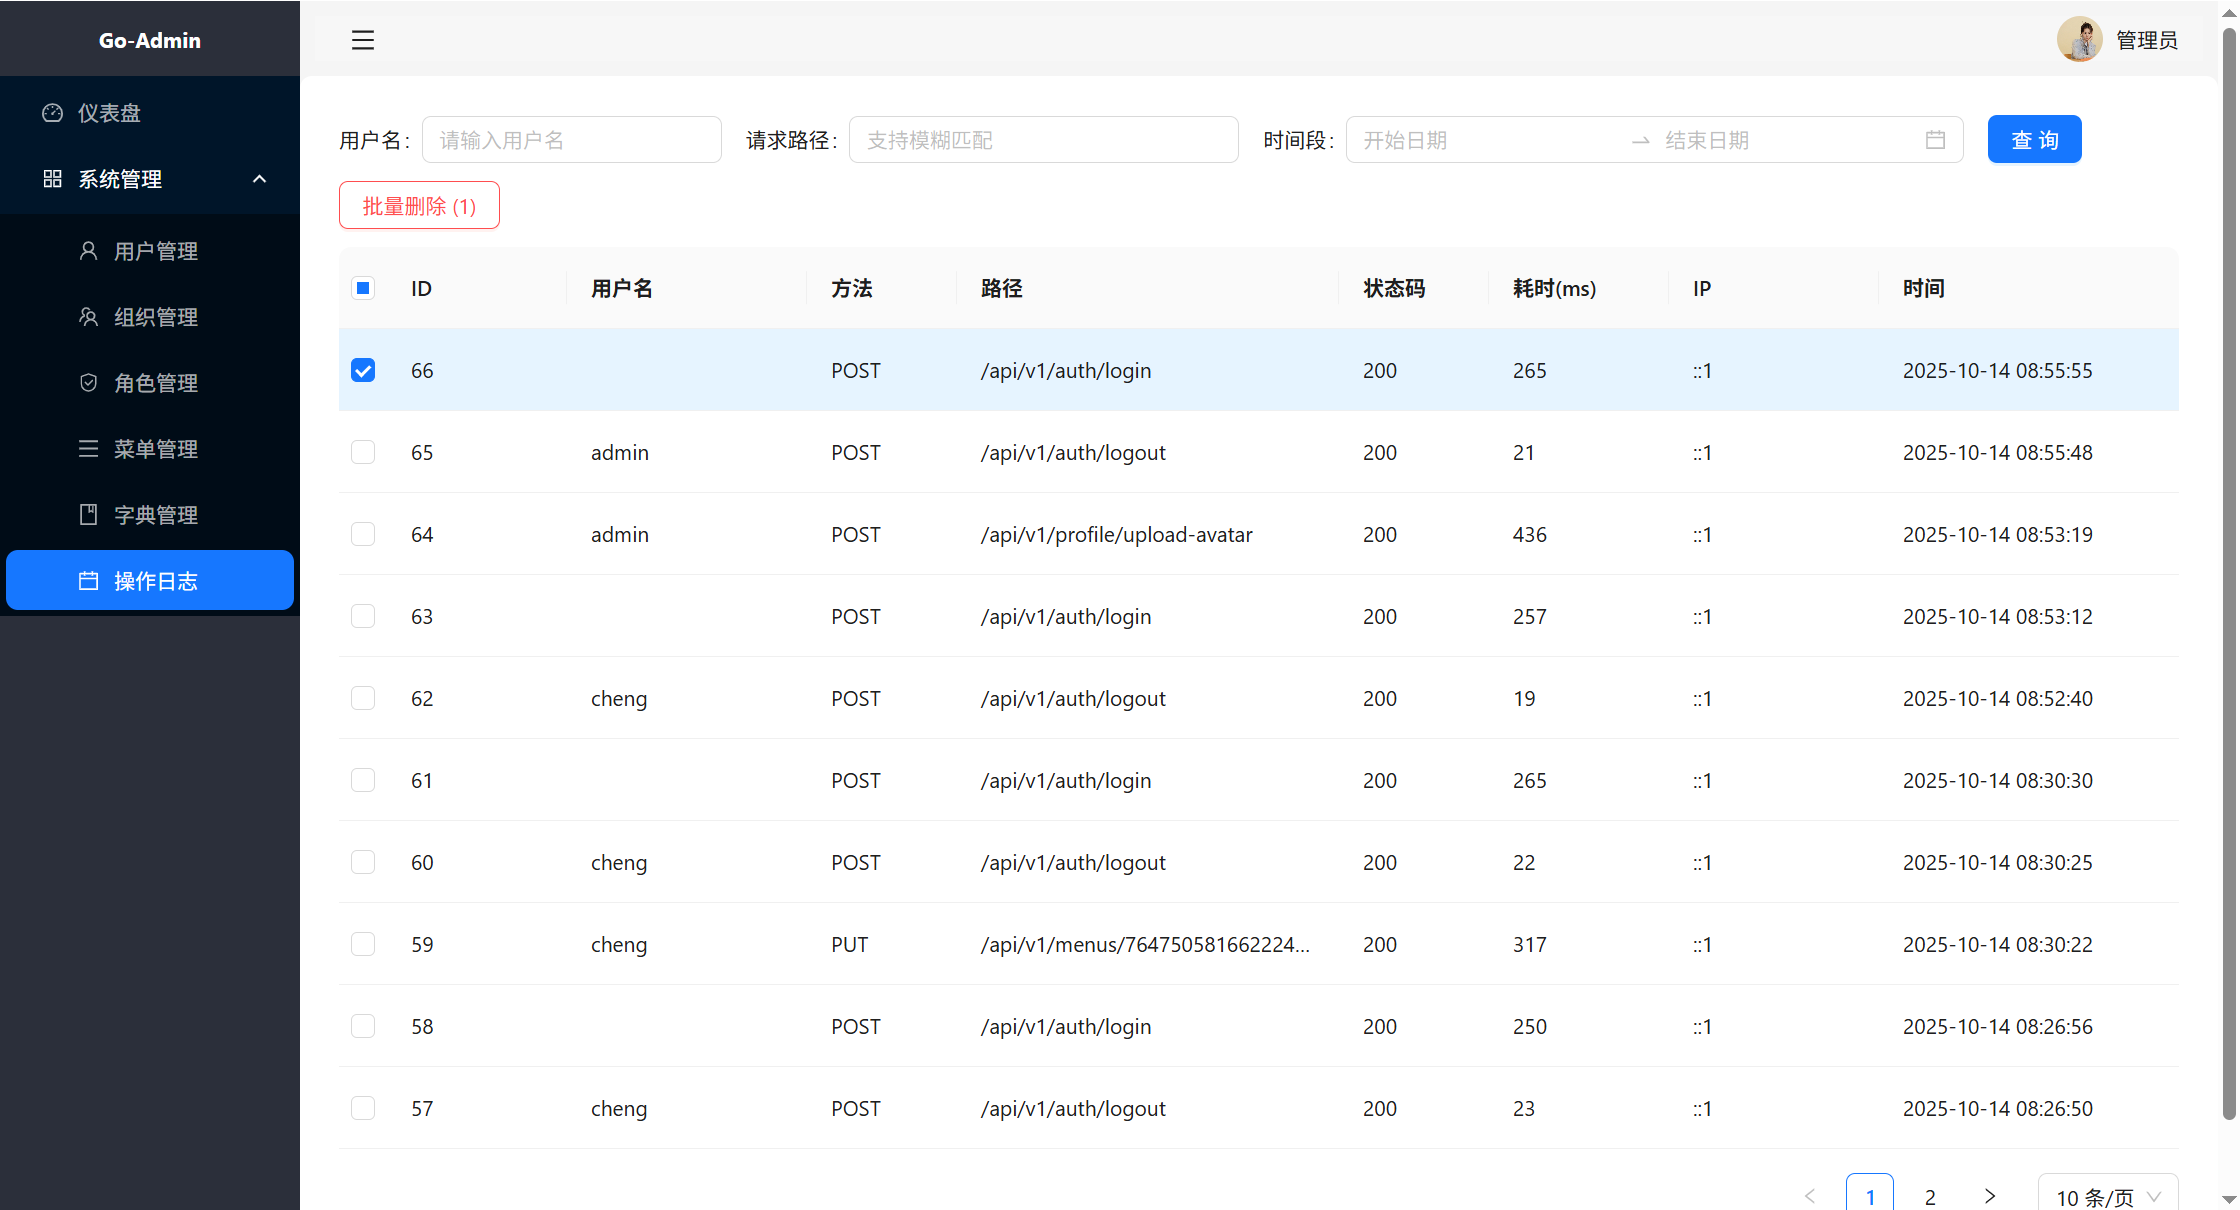 Go-Admin
管理员
仪表盘
系统管理
用户管理
组织管理
角色管理
菜单管理
字典管理
操作日志
用户名: 请输入用户名 请求路径: 支持模糊匹配 时间段: 开始日期 结束日期 查 询
批量删除 (1)
ID 用户名 方法 路径 状态码 耗时(ms) IP 时间
66 POST /api/v1/auth/login 200 265 ::1 2025-10-14 08:55:55
65 admin POST /api/v1/auth/logout 200 21 ::1 2025-10-14 08:55:48
64 admin POST /api/v1/profile/upload-avatar 200 436 ::1 2025-10-14 08:53:19
63 POST /api/v1/auth/login 200 257 ::1 2025-10-14 08:53:12
62 cheng POST /api/v1/auth/logout 200 19 ::1 2025-10-14 08:52:40
61 POST /api/v1/auth/login 200 265 ::1 2025-10-14 08:30:30
60 cheng POST /api/v1/auth/logout 200 22 ::1 2025-10-14 08:30:25
59 cheng PUT /api/v1/menus/764750581662224... 200 317 ::1 2025-10-14 08:30:22
58 POST /api/v1/auth/login 200 250 ::1 2025-10-14 08:26:56
57 cheng POST /api/v1/auth/logout 200 23 ::1 2025-10-14 08:26:50
1 2 10 条/页